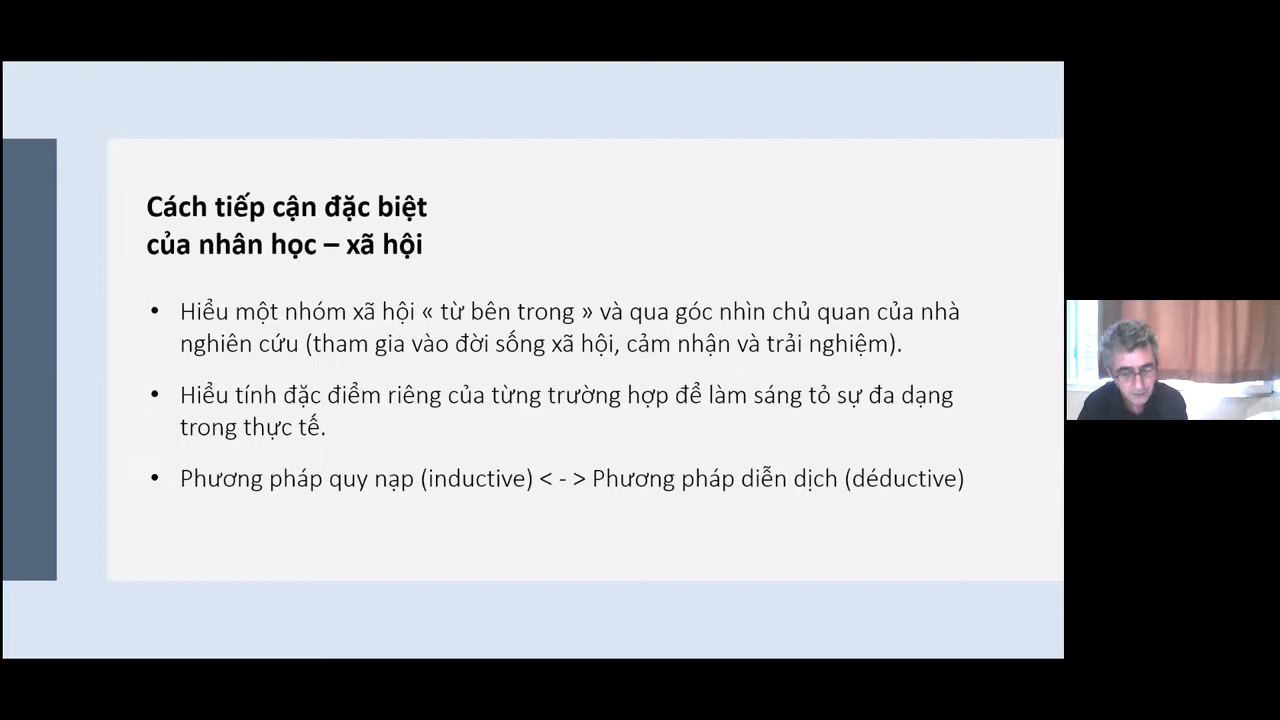 Cách tiếp cận đặc biệt
của nhân học – xã hội
• Hiểu một nhóm xã hội « từ bên trong » và qua góc nhìn chủ quan của nhà
nghiên cứu (tham gia vào đời sống xã hội, cảm nhận và trải nghiệm).
• Hiểu tính đặc điểm riêng của từng trường hợp để làm sáng tỏ sự đa dạng
trong thực tế.
• Phương pháp quy nạp (inductive) < - > Phương pháp diễn dịch (déductive)